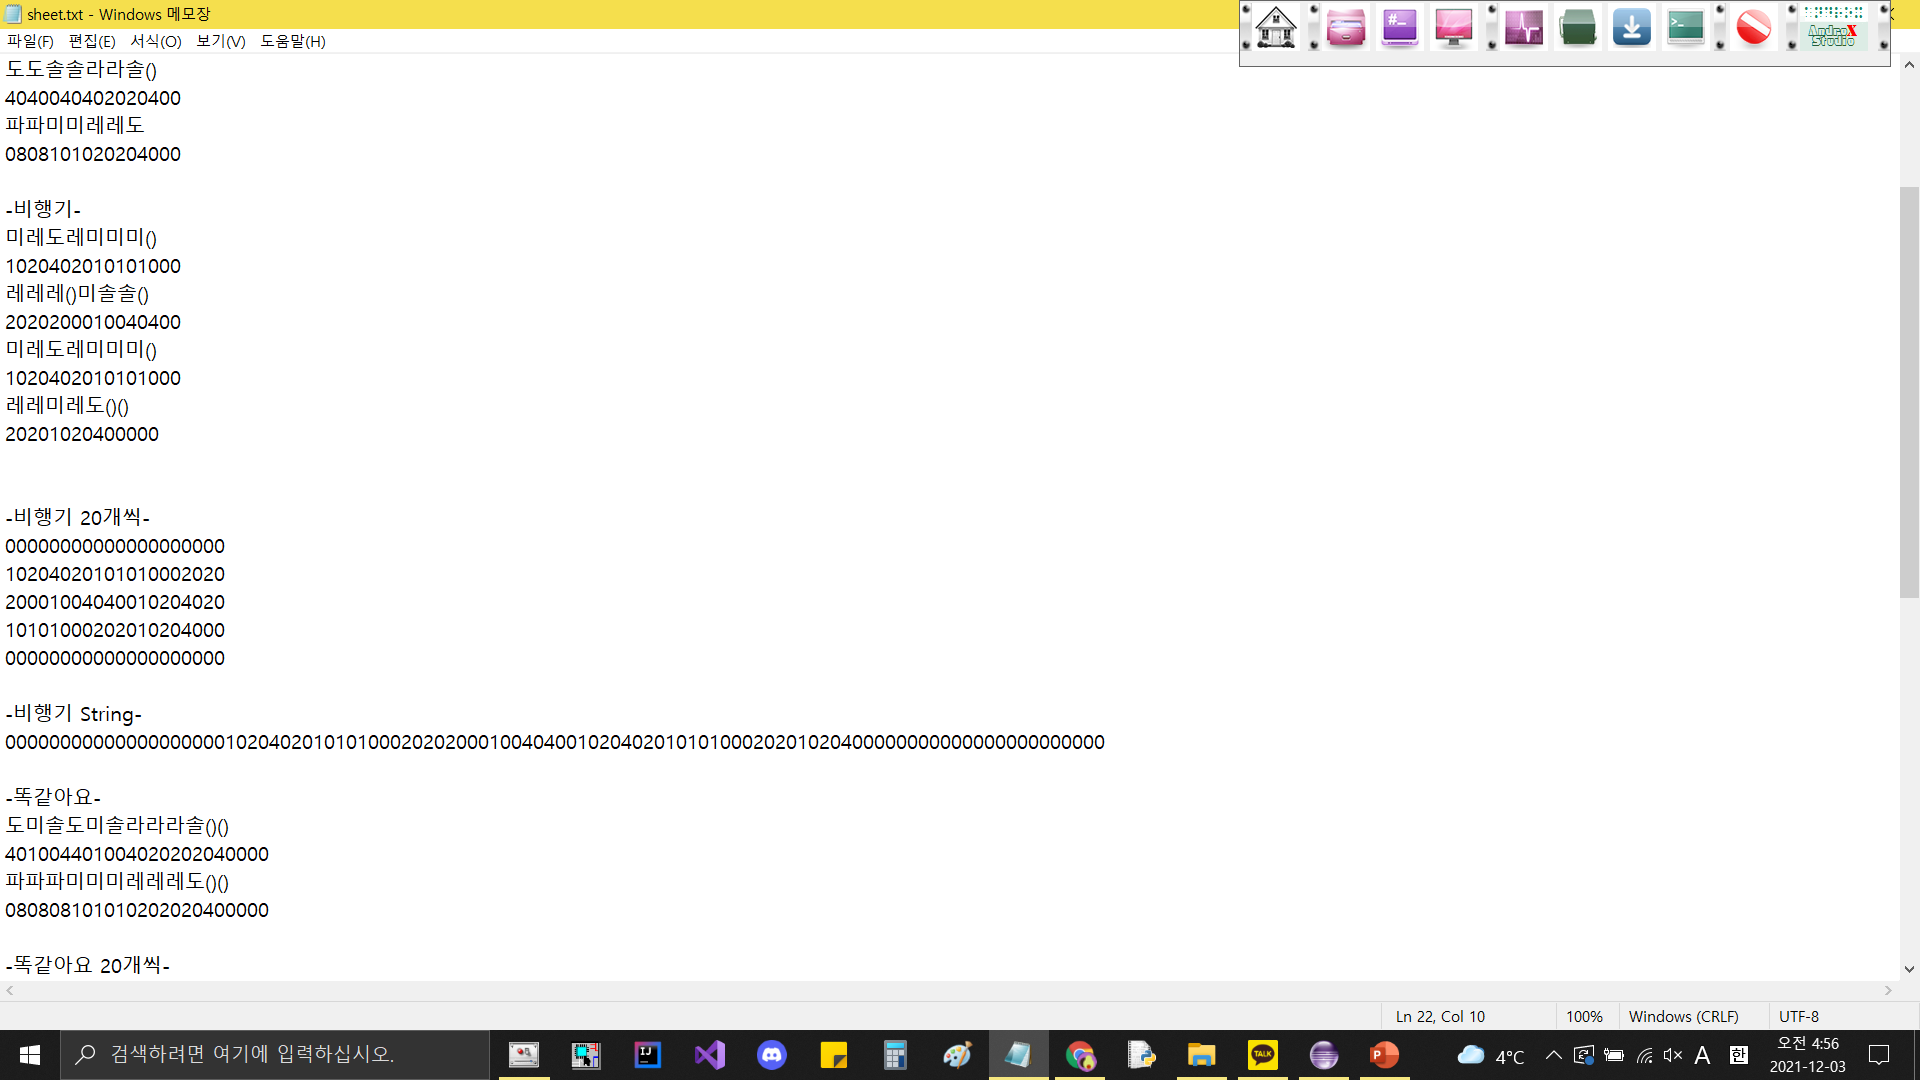 sheet.txt - Windows 메모장
파일(F) 편집(E) 서식(O) 보기(V) 도움말(H)
AndroX Studio
도도솔솔라라솔()
4040040402020400
파파미미레레도
0808101020204000
-비행기-
미레도레미미미()
1020402010101000
레레레()미솔솔()
2020200010040400
미레도레미미미()
1020402010101000
레레미레도()()
20201020400000
-비행기 20개씩-
00000000000000000000
10204020101010002020
20001004040010204020
10101000202010204000
00000000000000000000
-비행기 String-
0000000000000000000010204020101010002020200010040400102040201010100020201020400000000000000000000000
-똑같아요-
도미솔도미솔라라라솔()()
401004401004020202040000
파파파미미미레레레도()()
080808101010202020400000
-똑같아요 20개씩-
Ln 22, Col 10 100% Windows (CRLF) UTF-8
검색하려면 여기에 입력하십시오.
4°C A 한 오전 4:56
2021-12-03